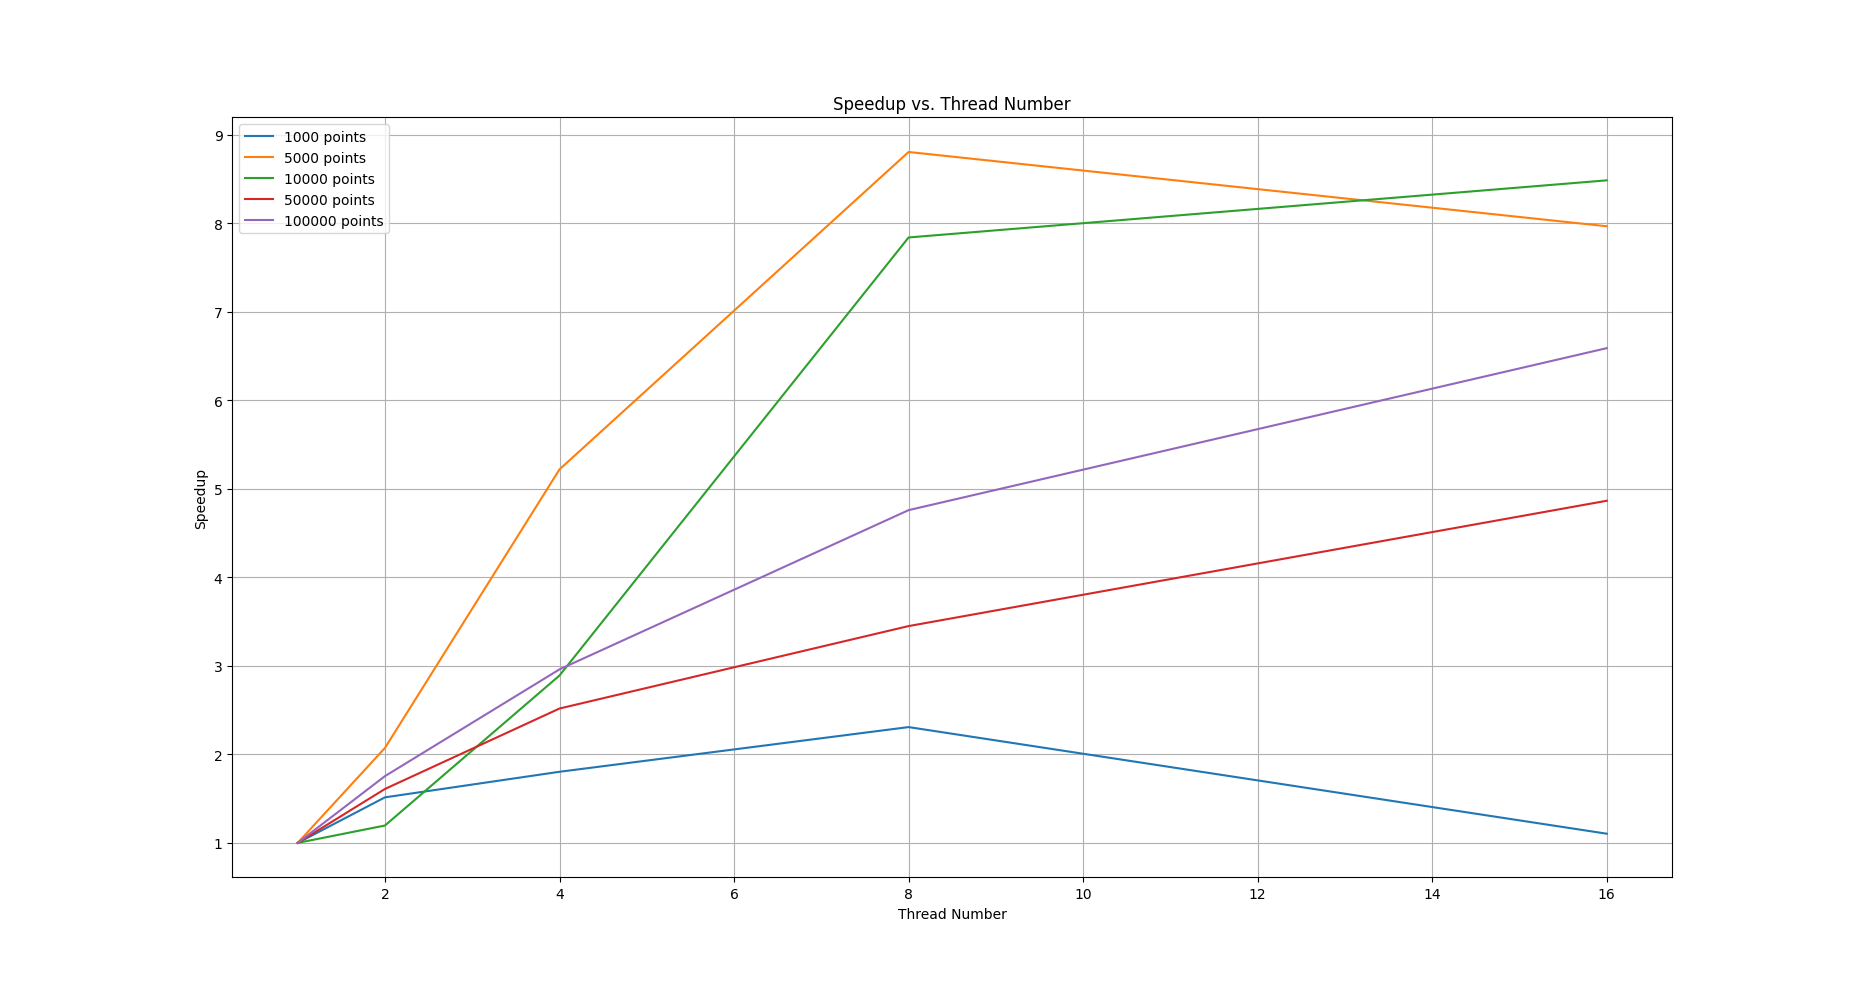 Speedup vs. Thread Number
1000 points
5000 points
10000 points
50000 points
100000 points
9
8
7
6
5
4
3
2
1
Speedup
2 4 6 8 10 12 14 16
Thread Number